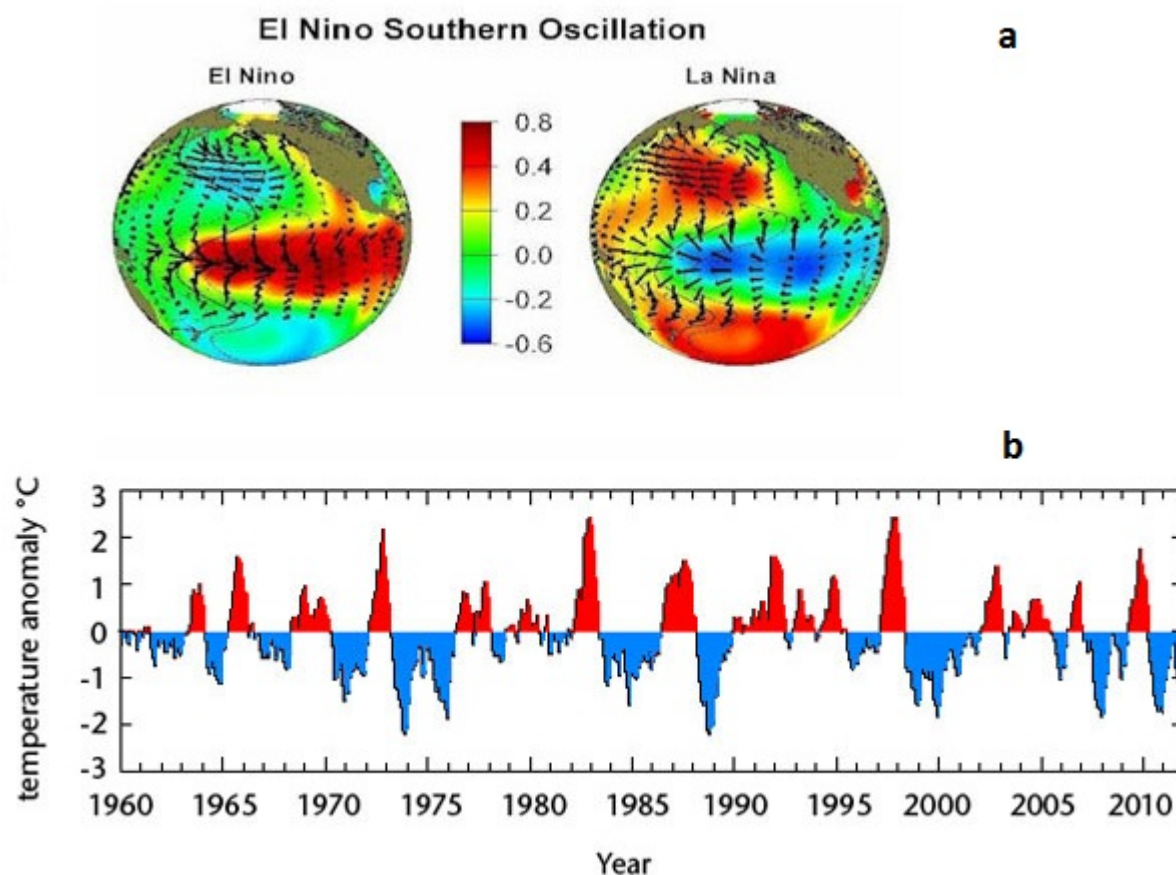 El Nino Southern Oscillation
a
El Nino
La Nina
0.8
0.4
0.2
0.0
-0.2
-0.6
b
temperature anomaly °C
3
2
1
0
-1
-2
-3
1960 1965 1970 1975 1980 1985 1990 1995 2000 2005 2010
Year